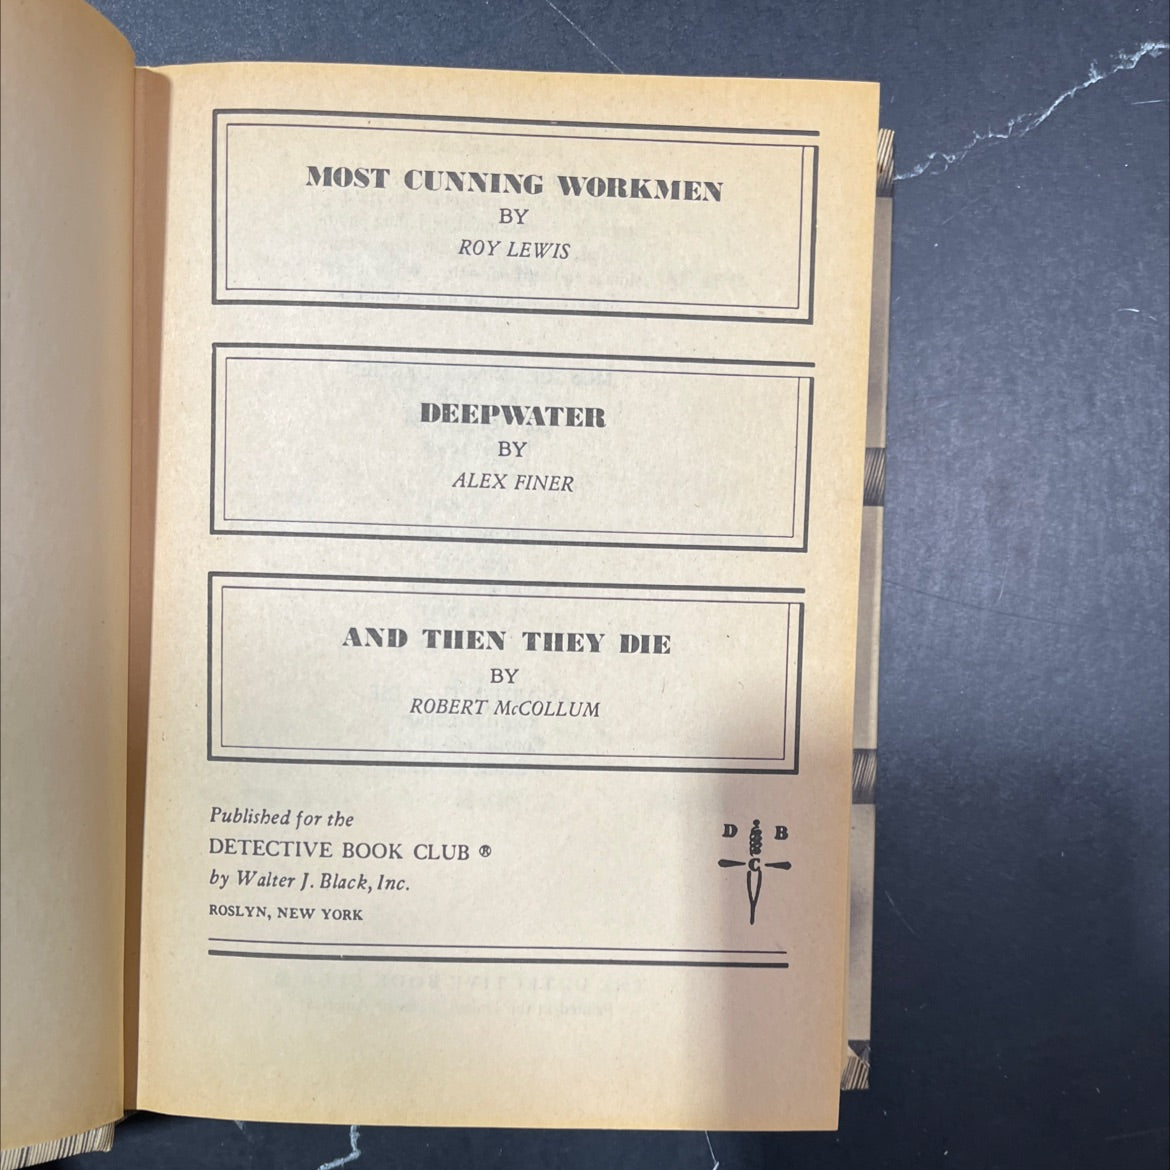 MOST CUNNING WORKMEN
BY
ROY LEWIS
DEEPWATER
BY
ALEX FINER
AND THEN THEY DIE
BY
ROBERT McCOLLUM
Published for the
DETECTIVE BOOK CLUB ®
by Walter J. Black, Inc.
ROSLYN, NEW YORK
D B
C